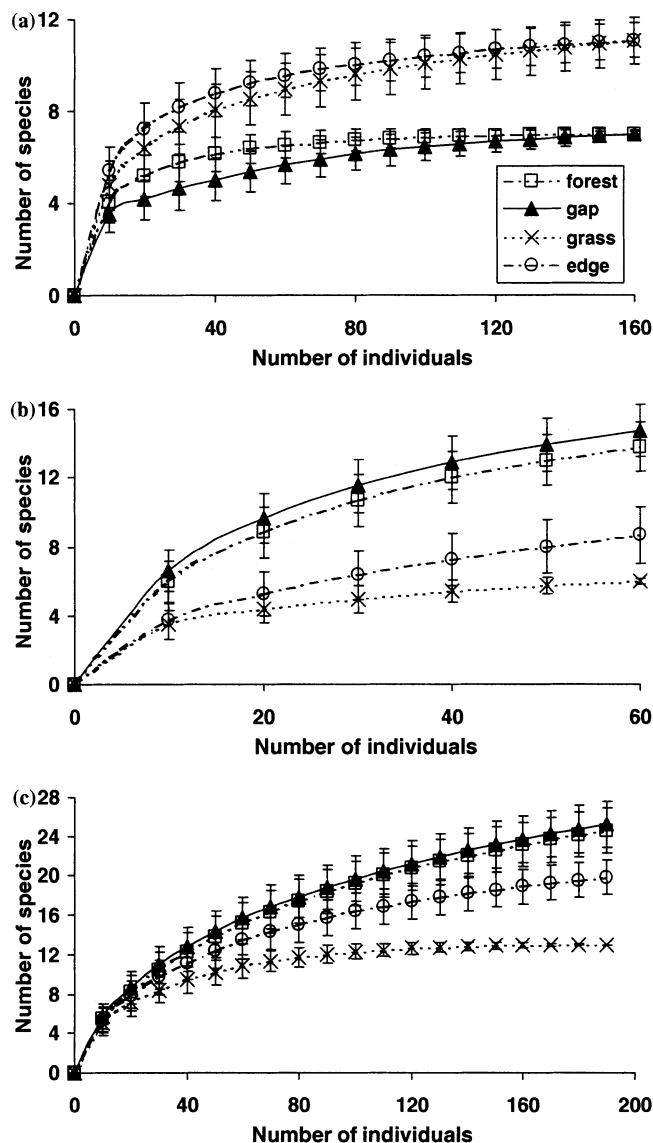 (a)
12
8
4
0
Number of species
0 40 80 120 160
Number of individuals
forest
gap
grass
edge
(b)
16
12
8
4
0
Number of species
0 20 40 60
Number of individuals
(c)
28
24
20
16
12
8
4
0
Number of species
0 40 80 120 160 200
Number of individuals